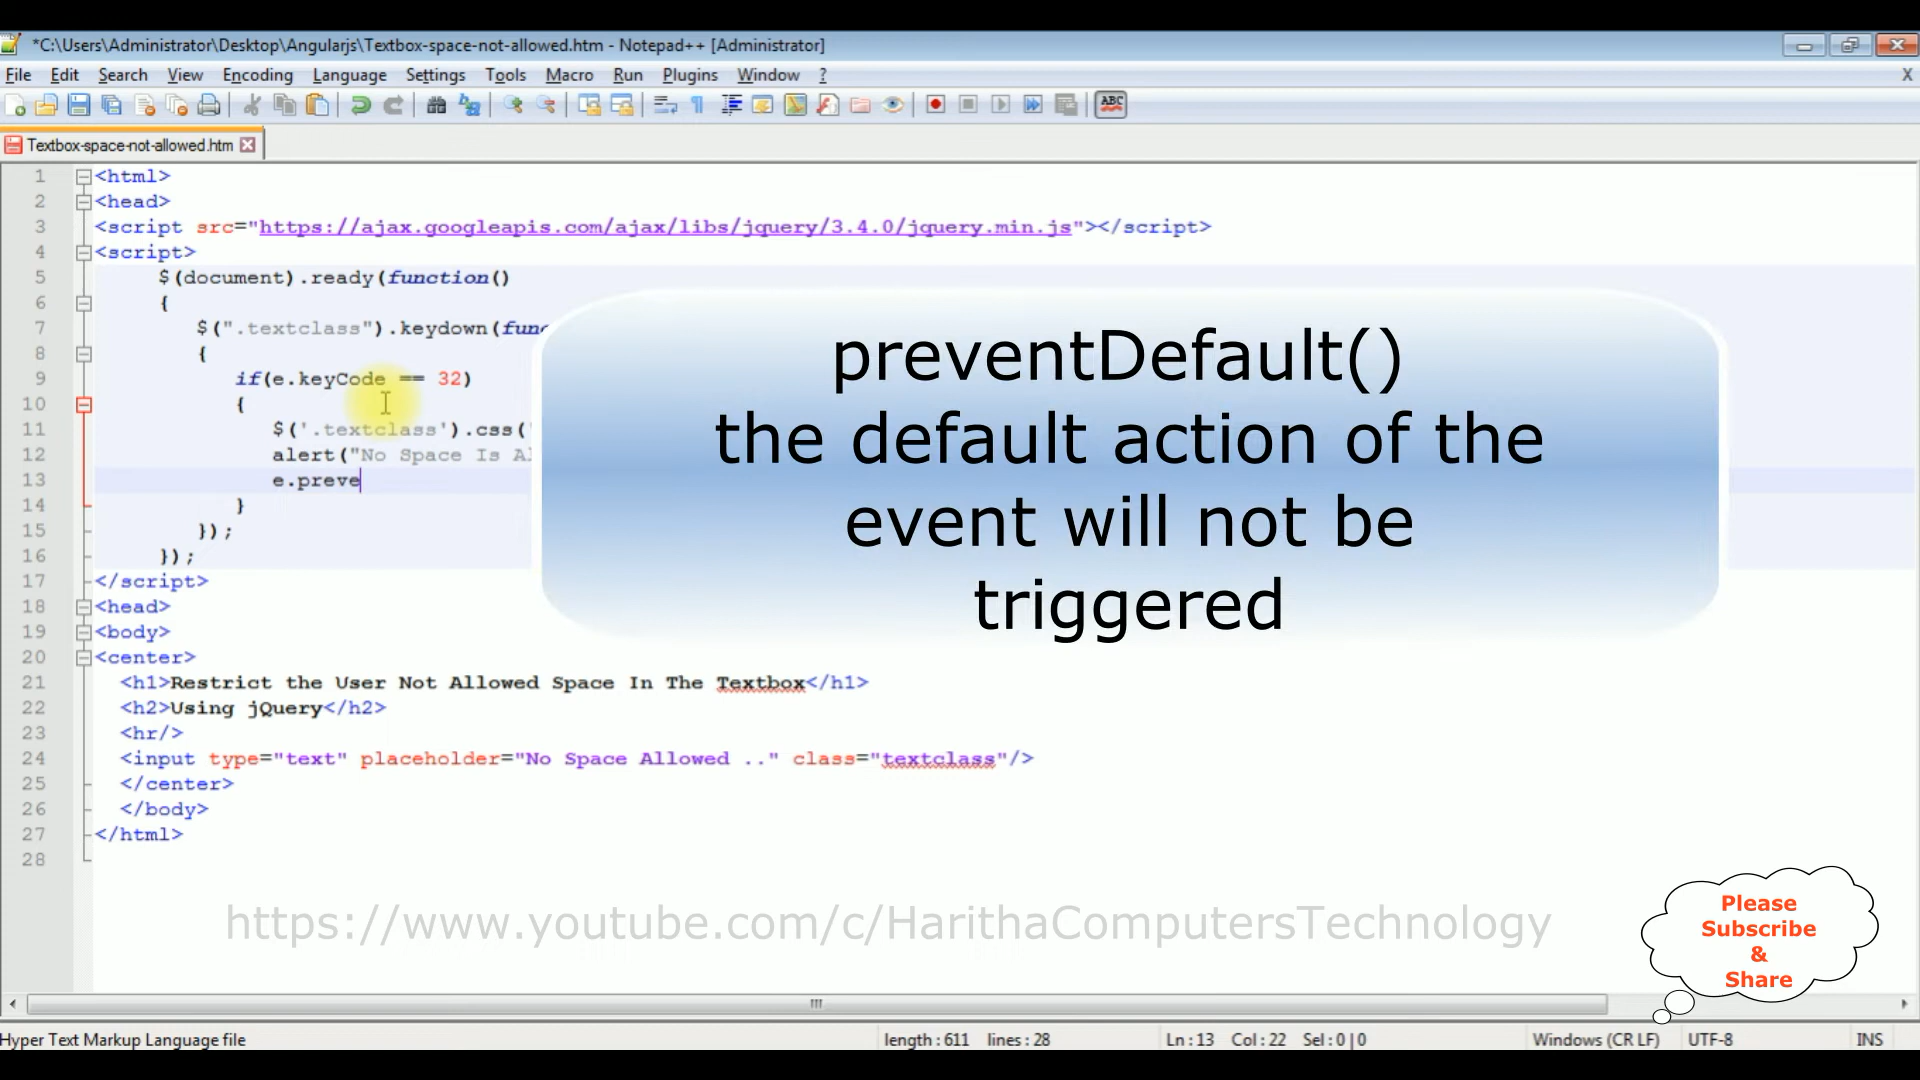 *C:\Users\Administrator\Desktop\Angularjs\Textbox-space-not-allowed.htm - Notepad++ [Administrator]
File Edit Search View Encoding Language Settings Tools Macro Run Plugins Window ? X
ABC
Textbox-space-not-allowed.htm
1 <html>
2 <head>
3 <script src="https://ajax.googleapis.com/ajax/libs/jquery/3.4.0/jquery.min.js"></script>
4 <script>
5 $(document).ready(function()
6 {
7 $(".textclass").keydown(func
8 {
9 if(e.keyCode == 32)
10 {
11 $('.textclass').css('
12 alert("No Space Is Al
13 e.preve
14 }
15 });
16 });
17 </script>
18 <head>
19 <body>
20 <center>
21 <h1>Restrict the User Not Allowed Space In The Textbox</h1>
22 <h2>Using jQuery</h2>
23 <hr/>
24 <input type="text" placeholder="No Space Allowed .." class="textclass"/>
25 </center>
26 </body>
27 </html>
28
preventDefault()
the default action of the
event will not be
triggered
https://www.youtube.com/c/HarithaComputersTechnology
Please
Subscribe
&
Share
Hyper Text Markup Language file length : 611 lines : 28 Ln : 13 Col : 22 Sel : 0 | 0 Windows (CR LF) UTF-8 INS